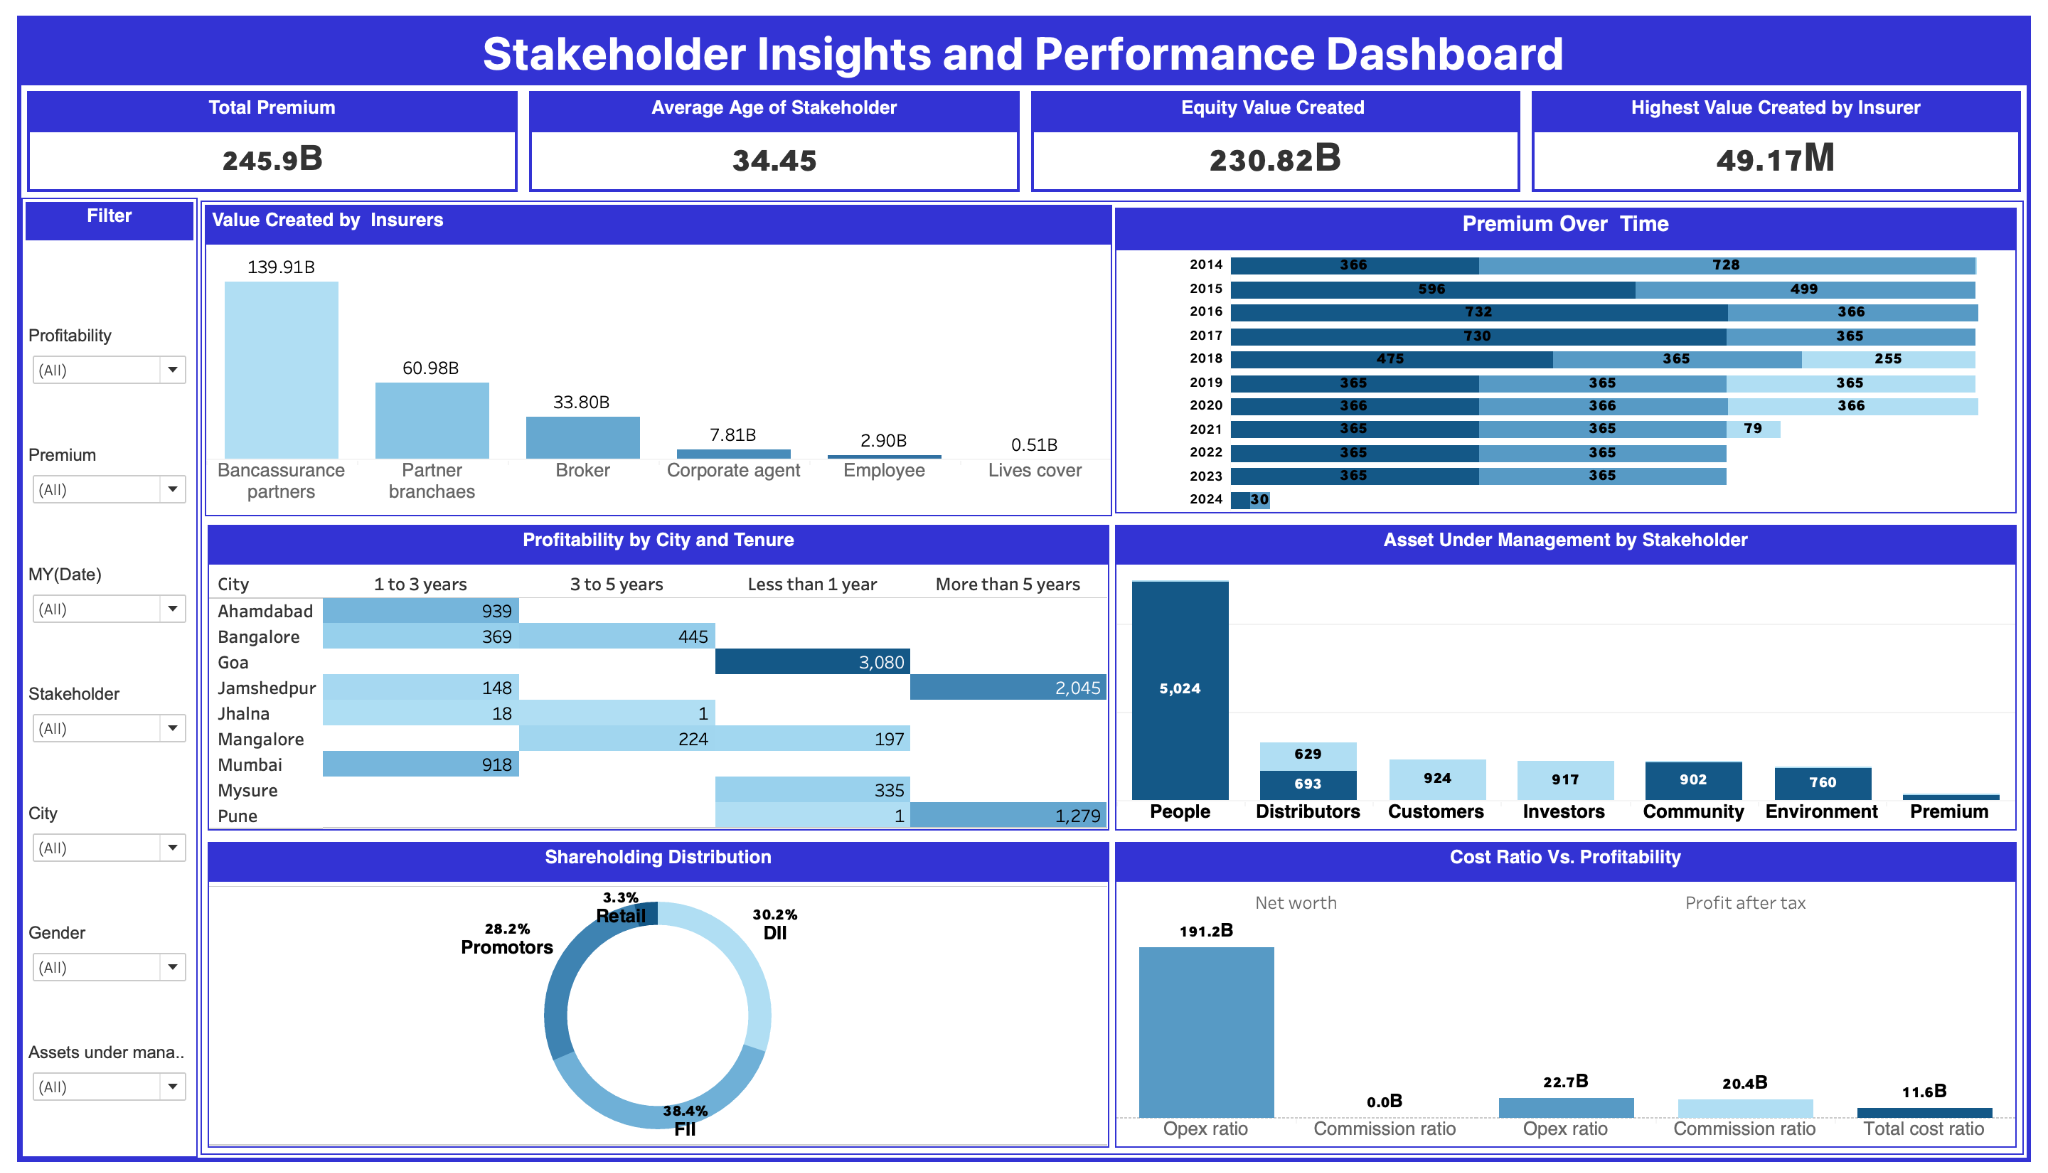 Stakeholder Insights and Performance Dashboard
Total Premium
245.9B
Average Age of Stakeholder
34.45
Equity Value Created
230.82B
Highest Value Created by Insurer
49.17M
Filter
Profitability
(All)
Premium
(All)
MY(Date)
(All)
Stakeholder
(All)
City
(All)
Gender
(All)
Assets under mana..
(All)
Value Created by Insurers
139.91B
60.98B
33.80B
7.81B
2.90B
0.51B
Bancassurance
partners
Partner
branchaes
Broker
Corporate agent
Employee
Lives cover
Premium Over Time
2014 366 728
2015 596 499
2016 732 366
2017 730 365
2018 475 365 255
2019 365 365 365
2020 366 366 366
2021 365 365 79
2022 365 365
2023 365 365
2024 30
Profitability by City and Tenure
City 1 to 3 years 3 to 5 years Less than 1 year More than 5 years
Ahamdabad 939
Bangalore 369 445
Goa 3,080
Jamshedpur 148 2,045
Jhalna 18 1
Mangalore 224 197
Mumbai 918
Mysure 335
Pune 1 1,279
Asset Under Management by Stakeholder
5,024
629
693
924
917
902
760
People Distributors Customers Investors Community Environment Premium
Shareholding Distribution
3.3%
Retail
30.2%
DII
28.2%
Promotors
38.4%
FII
Cost Ratio Vs. Profitability
Net worth
Profit after tax
191.2B
0.0B
22.7B
20.4B
11.6B
Opex ratio Commission ratio Opex ratio Commission ratio Total cost ratio